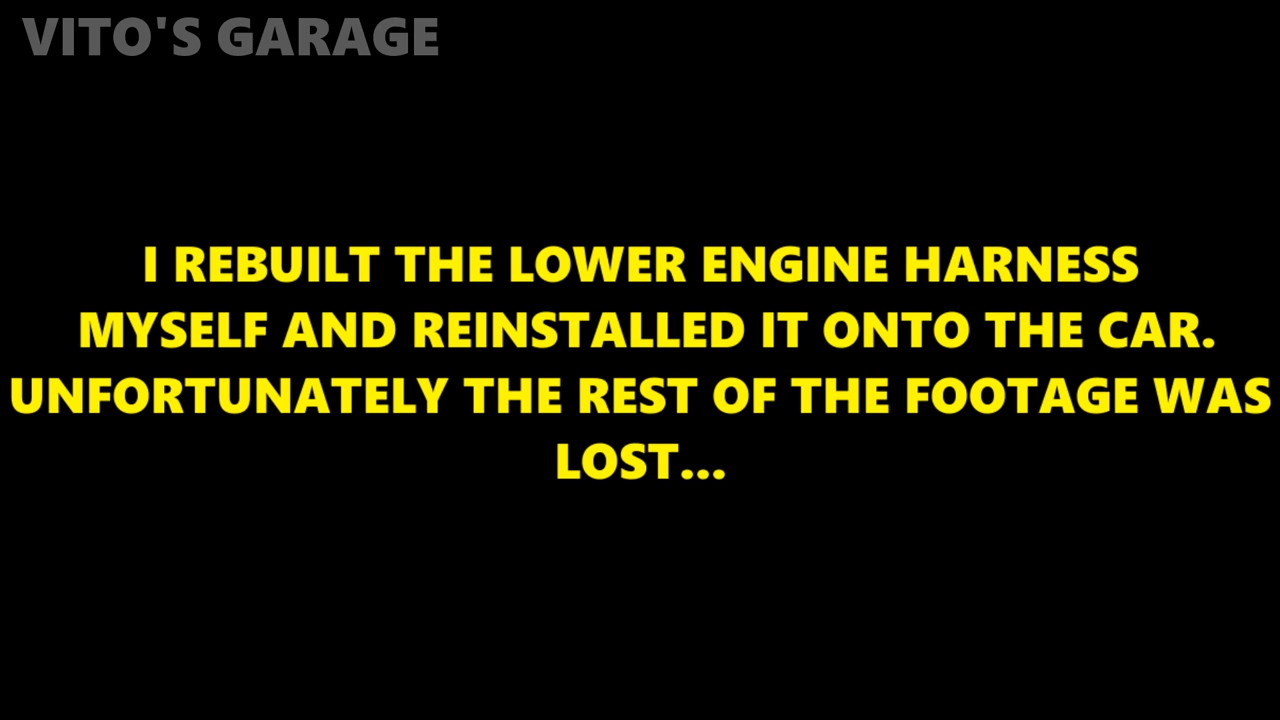 VITO'S GARAGE
I REBUILT THE LOWER ENGINE HARNESS
MYSELF AND REINSTALLED IT ONTO THE CAR.
UNFORTUNATELY THE REST OF THE FOOTAGE WAS
LOST...